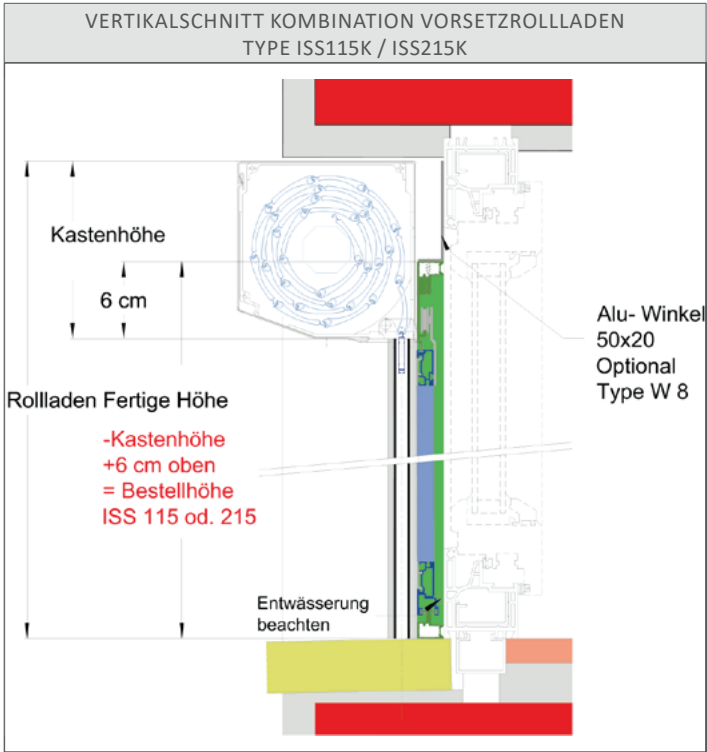 VERTIKALSCHNITT KOMBINATION VORSETZROLLLADEN
TYPE ISS115K / ISS215K
Kastenhöhe
6 cm
Rollladen Fertige Höhe
-Kastenhöhe
+6 cm oben
= Bestellhöhe
ISS 115 od. 215
Alu- Winkel
50x20
Optional
Type W 8
Entwässerung
beachten